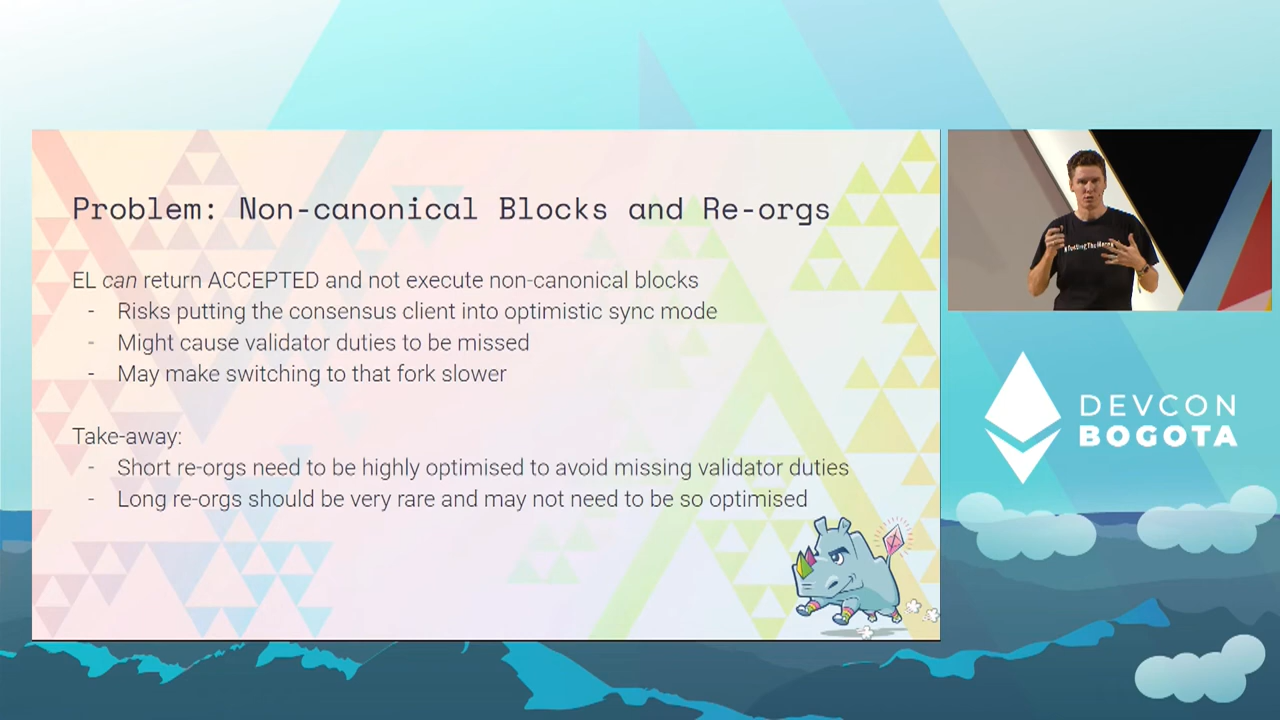 Problem: Non-canonical Blocks and Re-orgs
EL can return ACCEPTED and not execute non-canonical blocks
- Risks putting the consensus client into optimistic sync mode
- Might cause validator duties to be missed
- May make switching to that fork slower
Take-away:
- Short re-orgs need to be highly optimised to avoid missing validator duties
- Long re-orgs should be very rare and may not need to be so optimised
DEVCON
BOGOTA